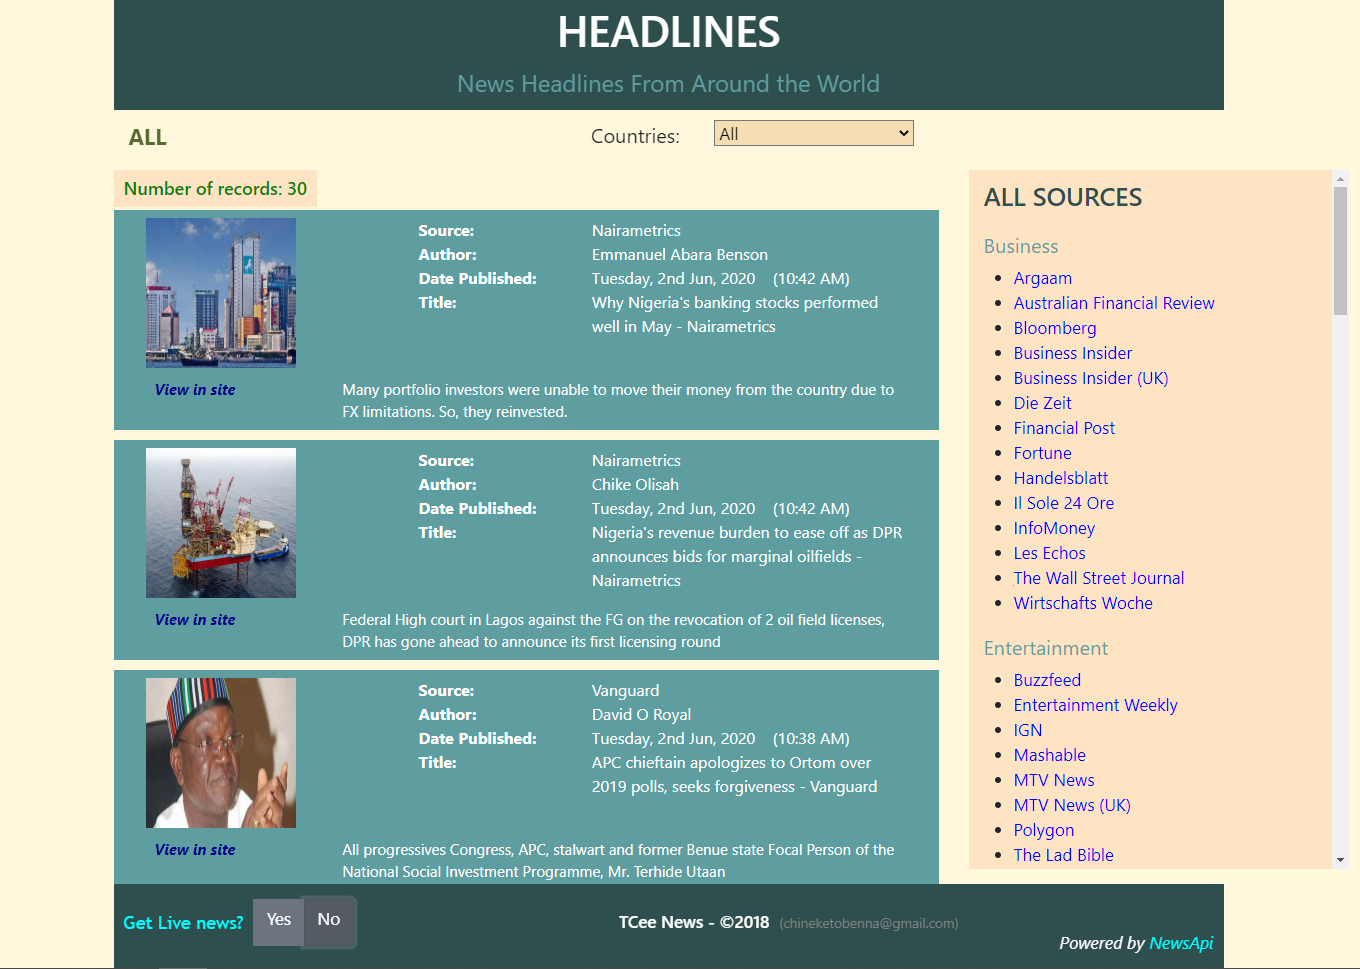 HEADLINES
News Headlines From Around the World
ALL
Countries:
All
Number of records: 30
Source: Nairametrics
Author: Emmanuel Abara Benson
Date Published: Tuesday, 2nd Jun, 2020 (10:42 AM)
Title: Why Nigeria's banking stocks performed
well in May - Nairametrics
View in site
Many portfolio investors were unable to move their money from the country due to
FX limitations. So, they reinvested.
Source: Nairametrics
Author: Chike Olisah
Date Published: Tuesday, 2nd Jun, 2020 (10:42 AM)
Title: Nigeria's revenue burden to ease off as DPR
announces bids for marginal oilfields -
Nairametrics
View in site
Federal High court in Lagos against the FG on the revocation of 2 oil field licenses,
DPR has gone ahead to announce its first licensing round
Source: Vanguard
Author: David O Royal
Date Published: Tuesday, 2nd Jun, 2020 (10:38 AM)
Title: APC chieftain apologizes to Ortom over
2019 polls, seeks forgiveness - Vanguard
View in site
All progressives Congress, APC, stalwart and former Benue state Focal Person of the
National Social Investment Programme, Mr. Terhide Utaan
ALL SOURCES
Business
Argaam
Australian Financial Review
Bloomberg
Business Insider
Business Insider (UK)
Die Zeit
Financial Post
Fortune
Handelsblatt
Il Sole 24 Ore
InfoMoney
Les Echos
The Wall Street Journal
Wirtschafts Woche
Entertainment
Buzzfeed
Entertainment Weekly
IGN
Mashable
MTV News
MTV News (UK)
Polygon
The Lad Bible
Get Live news?
Yes
No
TCee News - ©2018 (chineketobenna@gmail.com)
Powered by NewsApi